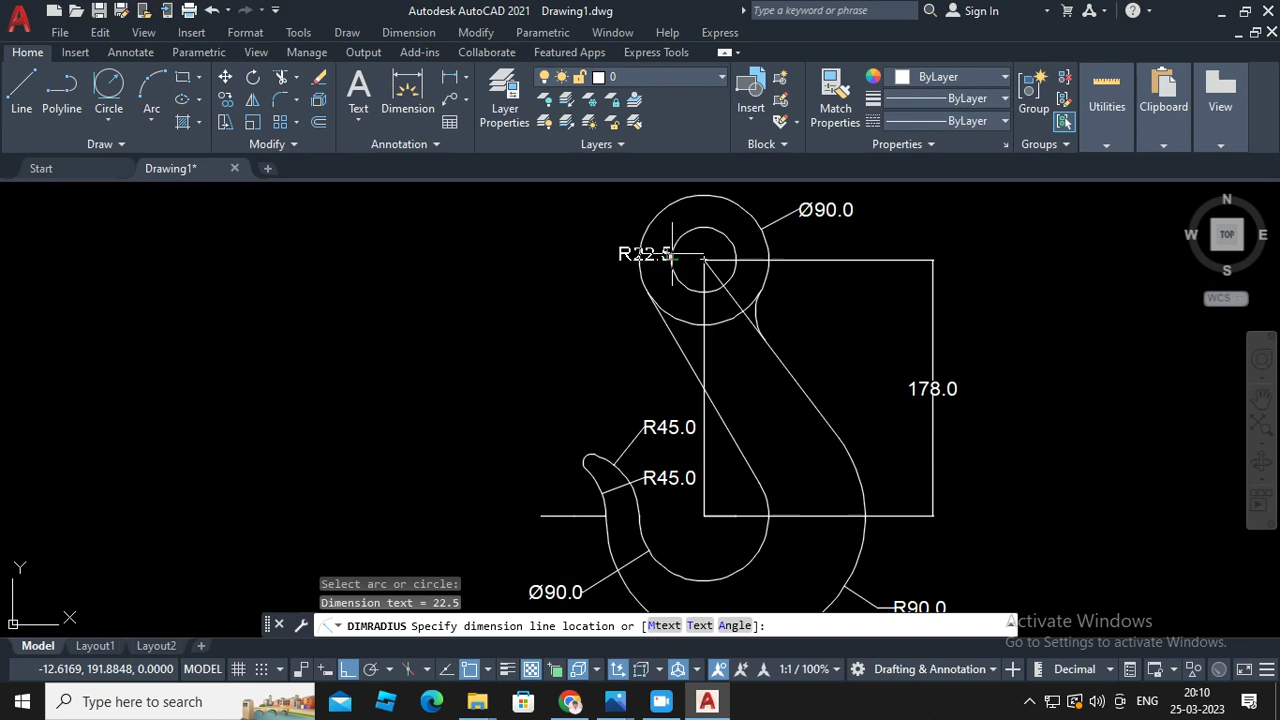 Autodesk AutoCAD 2021 Drawing1.dwg
Type a keyword or phrase
Sign In
File Edit View Insert Format Tools Draw Dimension Modify Parametric Window Help Express
Home Insert Annotate Parametric View Manage Output Add-ins Collaborate Featured Apps Express Tools
Line Polyline Circle Arc
Text Dimension
Layer Properties
0
Insert
Match Properties
ByLayer
ByLayer
ByLayer
Group
Utilities
Clipboard
View
Draw Modify Annotation Layers Block Properties Groups
Start Drawing1*
N
W TOP E
S
WCS
Ø90.0
R22.5
178.0
R45.0
R45.0
Ø90.0
R90.0
Y
X
Select arc or circle:
Dimension text = 22.5
DIMRADIUS Specify dimension line location or [Mtext Text Angle]:
Activate Windows
Go to Settings to activate Windows.
Model Layout1 Layout2 +
-12.6169, 191.8848, 0.0000 MODEL
1:1 / 100%
Drafting & Annotation
Decimal
Type here to search
ENG
20:10
25-03-2023